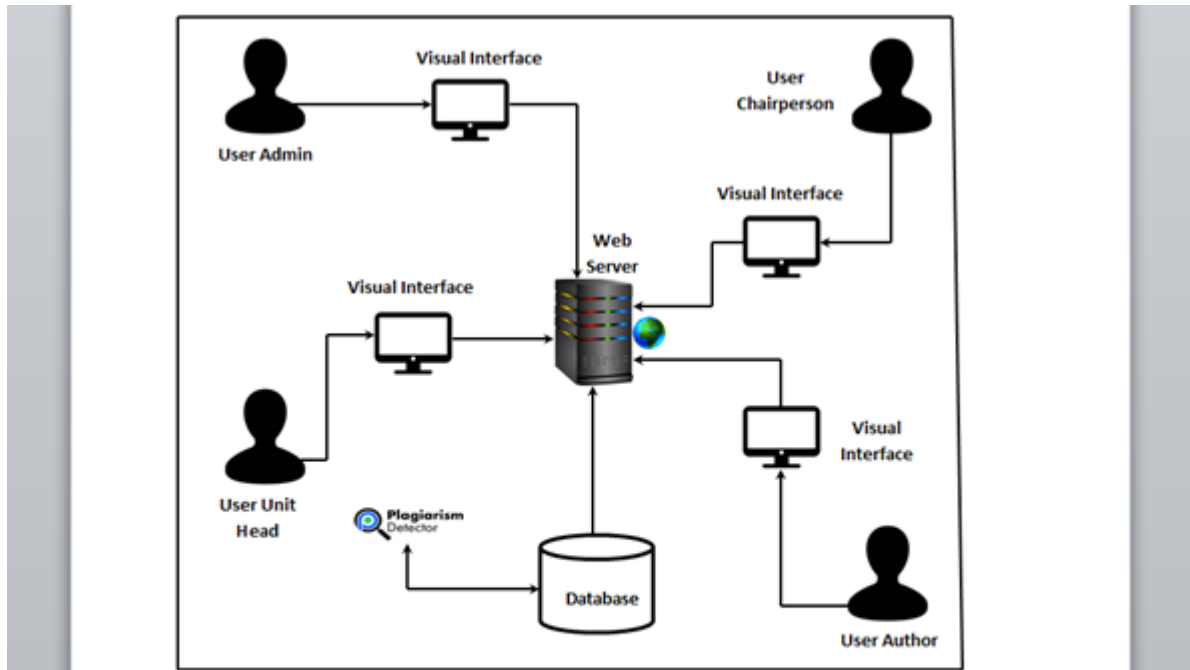 Visual Interface
User Admin
User
Chairperson
Visual Interface
Web
Server
Visual Interface
Visual
Interface
User Unit
Head
Plagiarism
Detector
Database
User Author